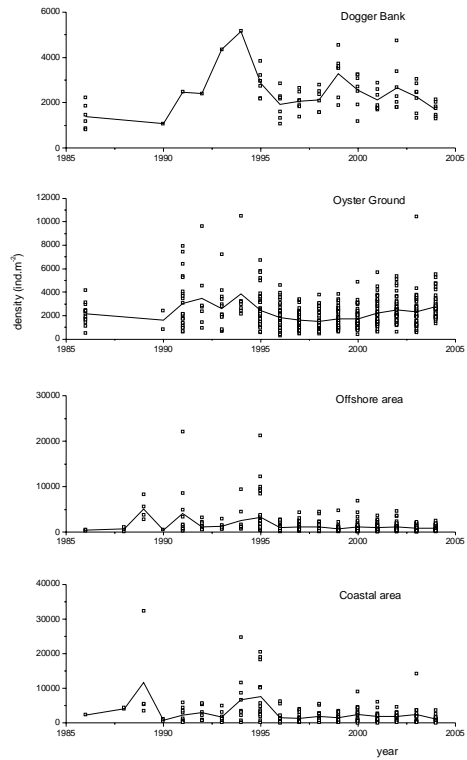 Dogger Bank
6000
4000
2000
0
1985 1990 1995 2000 2005
Oyster Ground
12000
10000
8000
6000
4000
2000
0
1985 1990 1995 2000 2005
density (ind.m-2)
Offshore area
30000
20000
10000
0
1985 1990 1995 2000 2005
Coastal area
40000
30000
20000
10000
0
1985 1990 1995 2000 2005
year